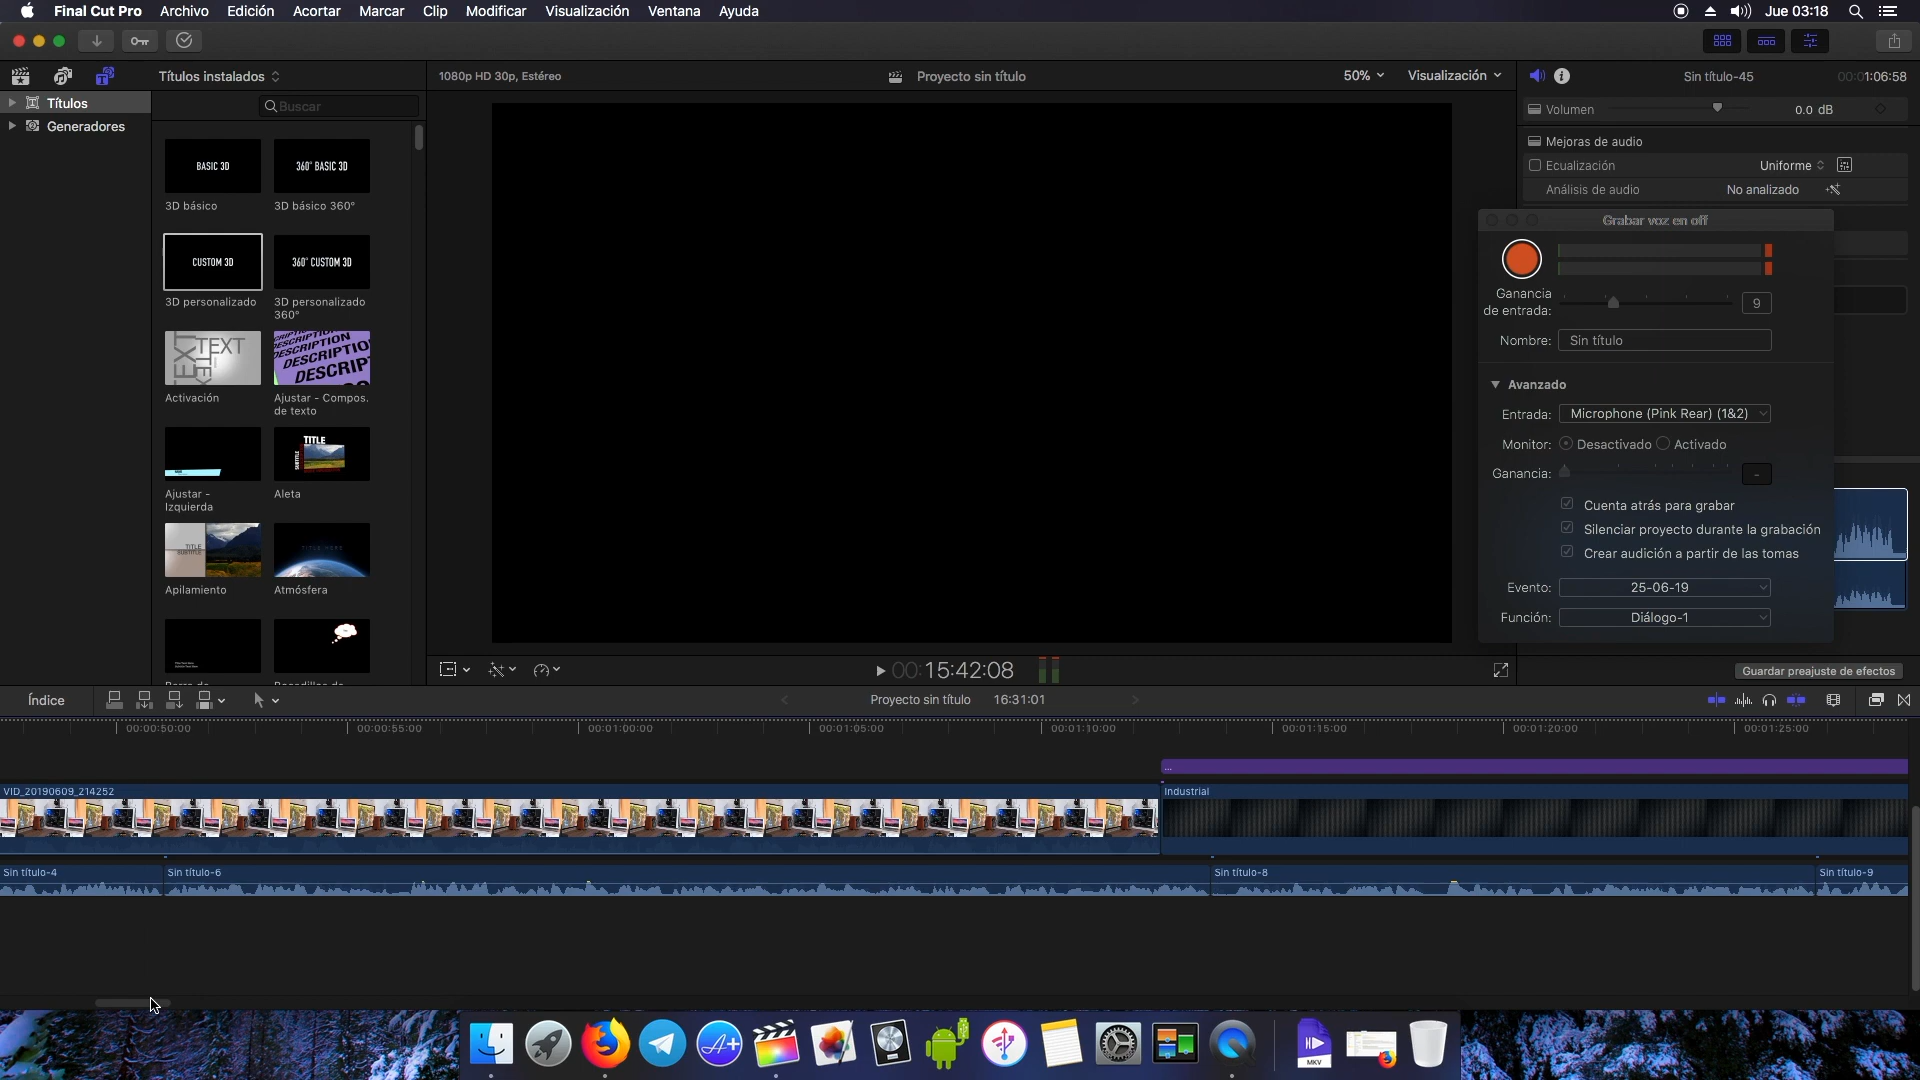 Final Cut Pro Archivo Edición Acortar Marcar Clip Modificar Visualización Ventana Ayuda Jue 03:18
Títulos instalados
1080p HD 30p, Estéreo
Proyecto sin título
50% Visualización
Sin título-45
00:01:06:58
Títulos
Generadores
Buscar
BASIC 3D
360° BASIC 3D
3D básico
3D básico 360°
CUSTOM 3D
360° CUSTOM 3D
3D personalizado
3D personalizado
360°
TEXT
TEXT
TEXT
DESCRIPTION
DESCRIPTION
DESCRIP
Activación
Ajustar - Compos.
de texto
TITLE
SUBTITLE
Ajustar -
Izquierda
Aleta
TITLE
SUBTITLE
TITLE HERE
Apilamiento
Atmósfera
Volumen
0.0 dB
Mejoras de audio
Ecualización
Uniforme
Análisis de audio
No analizado
Grabar voz en off
Ganancia
de entrada:
9
Nombre: Sin título
Avanzado
Entrada: Microphone (Pink Rear) (1&2)
Monitor: Desactivado Activado
Ganancia: -
Cuenta atrás para grabar
Silenciar proyecto durante la grabación
Crear audición a partir de las tomas
Evento: 25-06-19
Función: Diálogo-1
00:15:42:08
Guardar preajuste de efectos
Índice
Proyecto sin título 16:31:01
00:00:50:00 00:00:55:00 00:01:00:00 00:01:05:00 00:01:10:00 00:01:15:00 00:01:20:00 00:01:25:00
...
VID_20190609_214252
Industrial
Sin título-4 Sin título-6 Sin título-8 Sin título-9
MKV